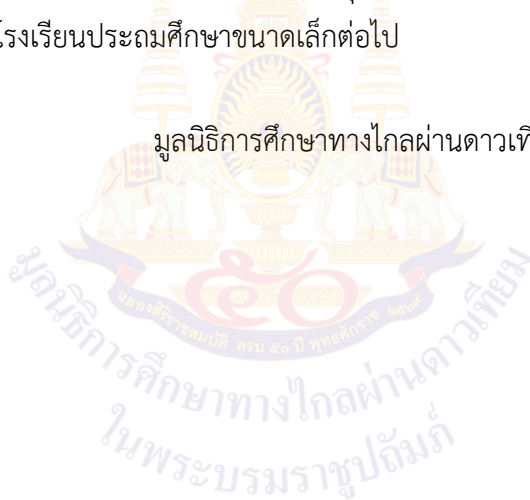 โรงเรียนประถมศึกษาขนาดเล็กต่อไป
มูลนิธิการศึกษาทางไกลผ่านดาวเที
๕๐
ฉลองสิริราชสมบัติ ครบ ๕๐ ปี พุทธศักราช ๒๕๓๙
มูลนิธิการศึกษาทางไกลผ่านดาวเทียม
ในพระบรมราชูปถัมภ์